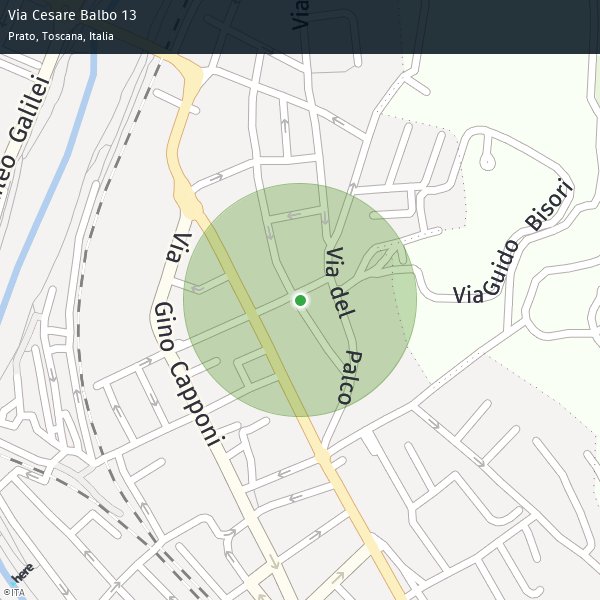 Via Cesare Balbo 13
Prato, Toscana, Italia
Via
leo Galilei
Via
Gino Capponi
Via del Palco
Via Guido Bisori
here
©ITA